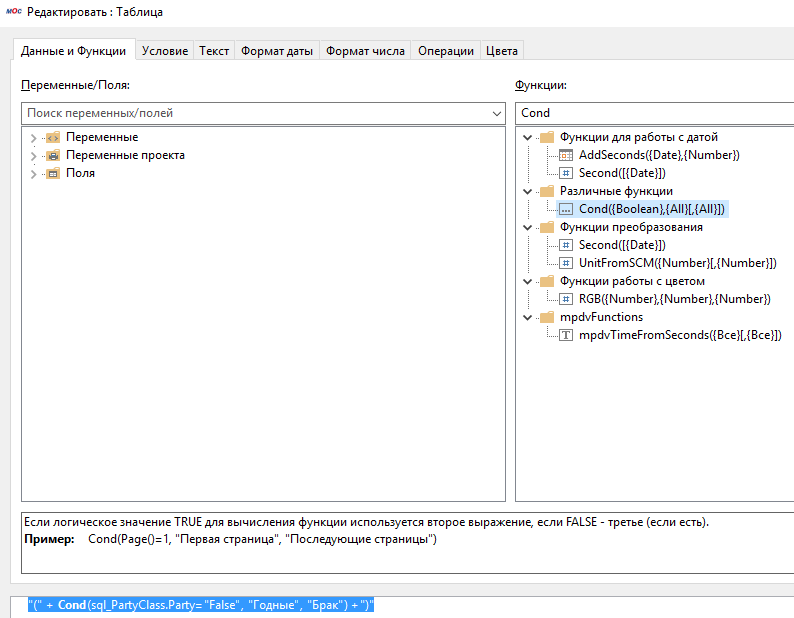 MOC Редактировать : Таблица
Данные и Функции Условие Текст Формат даты Формат числа Операции Цвета
Переменные/Поля: Функции:
Поиск переменных/полей Cond
Переменные Функции для работы с датой
Переменные проекта AddSeconds({Date},{Number})
Поля Second([{Date}])
Различные функции
Cond({Boolean},{All}[,{All}])
Функции преобразования
Second([{Date}])
UnitFromSCM({Number}[,{Number}])
Функции работы с цветом
RGB({Number},{Number},{Number})
mpdvFunctions
mpdvTimeFromSeconds({Все}[,{Все}])
Если логическое значение TRUE для вычисления функции используется второе выражение, если FALSE - третье (если есть).
Пример: Cond(Page()=1, "Первая страница", "Последующие страницы")
"(" + Cond(sql_PartyClass.Party= "False", "Годные", "Брак") + ")"